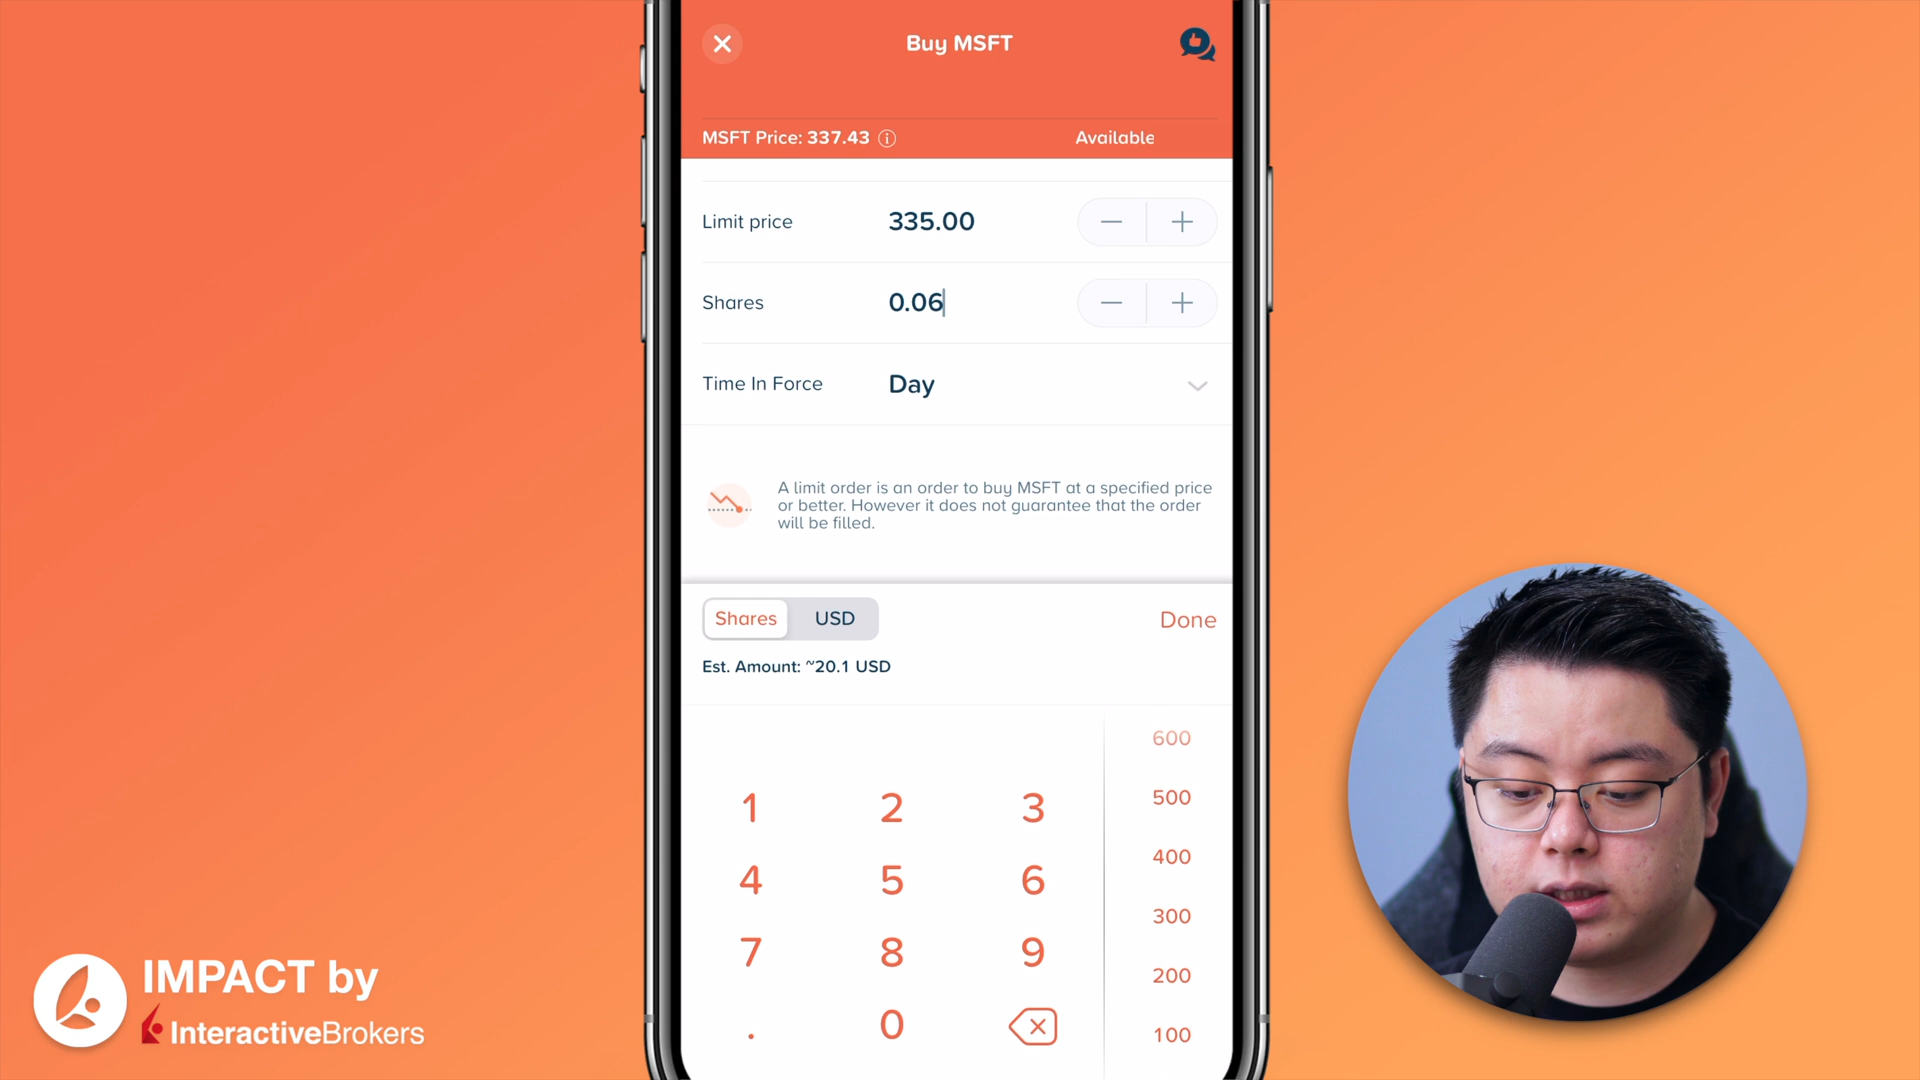 Buy MSFT
MSFT Price: 337.43
Available
Limit price
335.00
Shares
0.06
Time In Force
Day
A limit order is an order to buy MSFT at a specified price
or better. However it does not guarantee that the order
will be filled.
Shares
USD
Done
Est. Amount: ~20.1 USD
1 2 3
4 5 6
7 8 9
. 0
600
500
400
300
200
100
IMPACT by
InteractiveBrokers